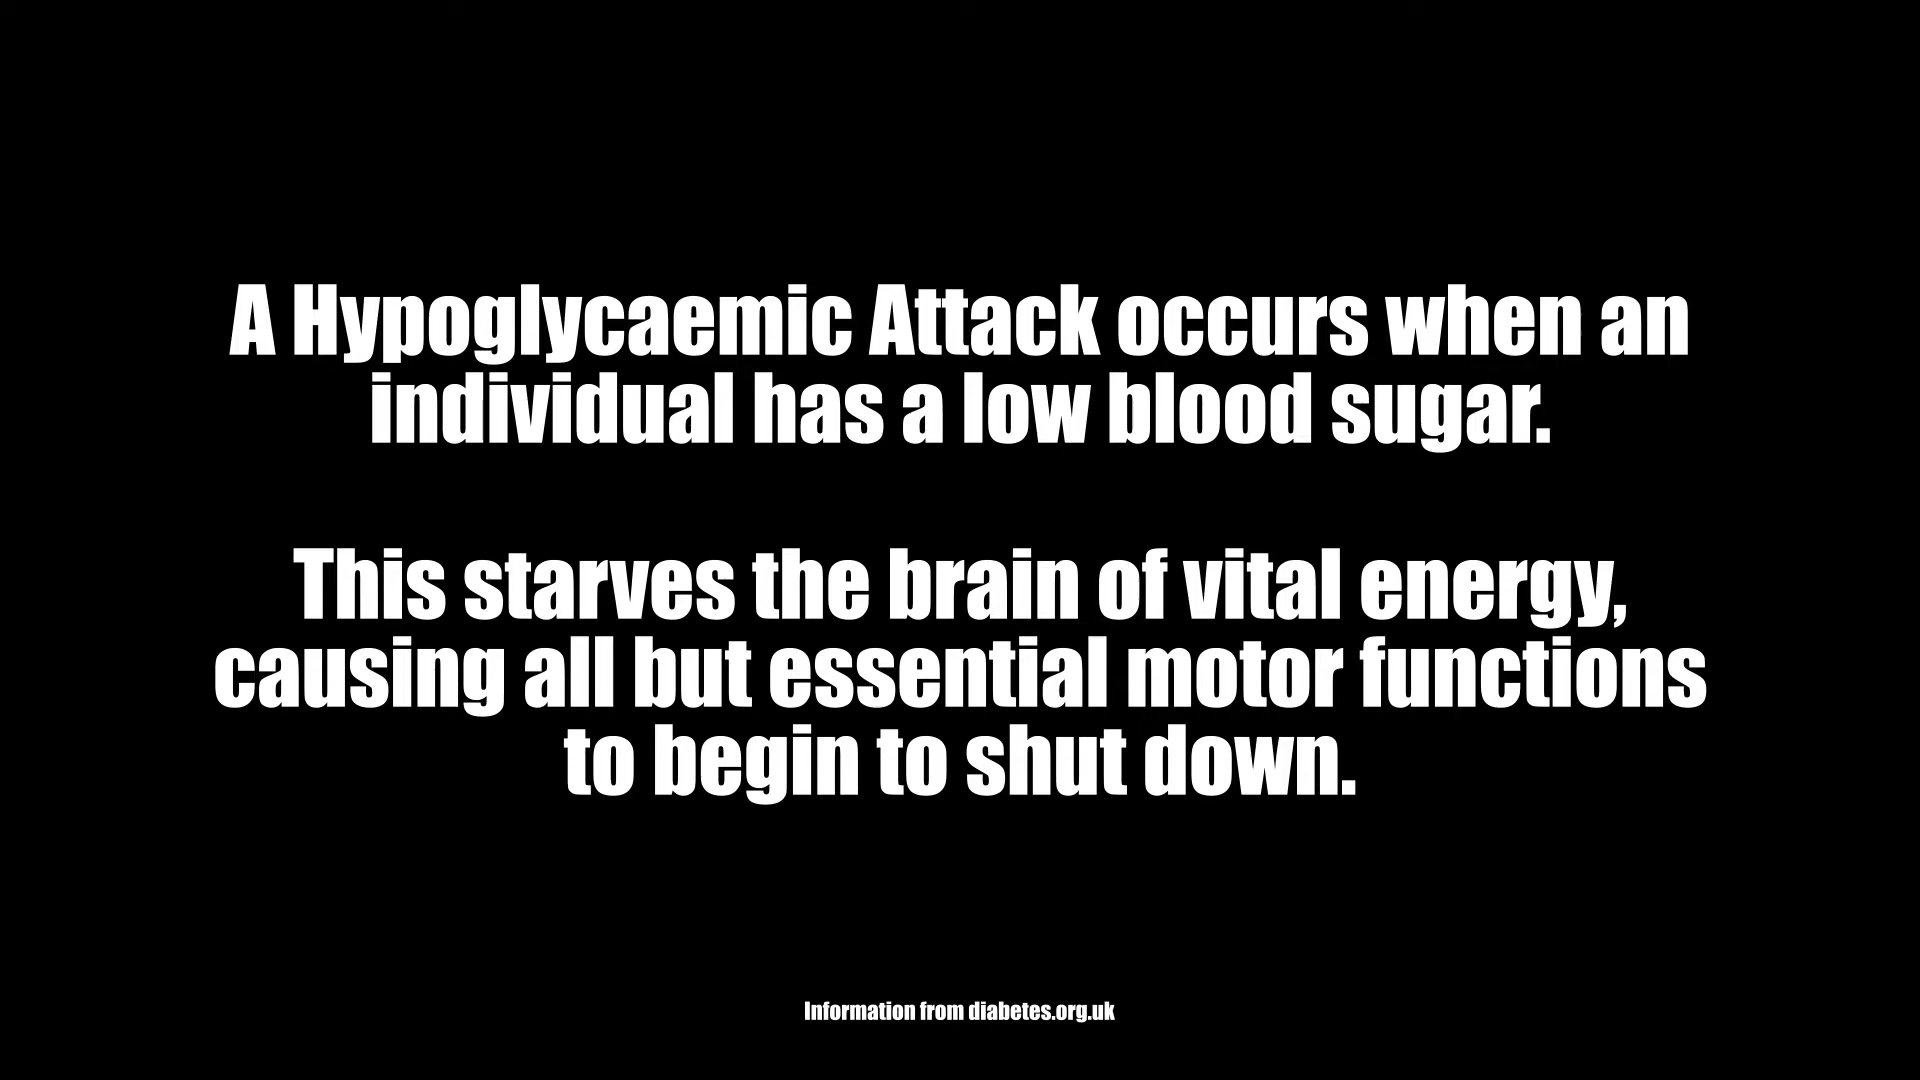 A Hypoglycaemic Attack occurs when an
individual has a low blood sugar.
This starves the brain of vital energy,
causing all but essential motor functions
to begin to shut down.
Information from diabetes.org.uk